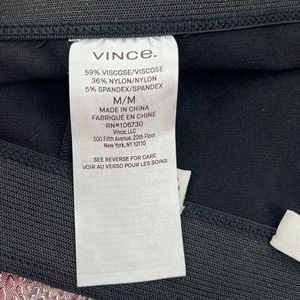 VINCE.
59% VISCOSE/VISCOSE
36% NYLON/NYLON
5% SPANDEX/SPANDEX
M/M
MADE IN CHINA
FABRIQUÉ EN CHINE
RN#106730
Vince, LLC
500 Fifth Avenue, 20th Floor
New York, NY 10110
SEE REVERSE FOR CARE
VOIR AU VERSO POUR LES SOINS